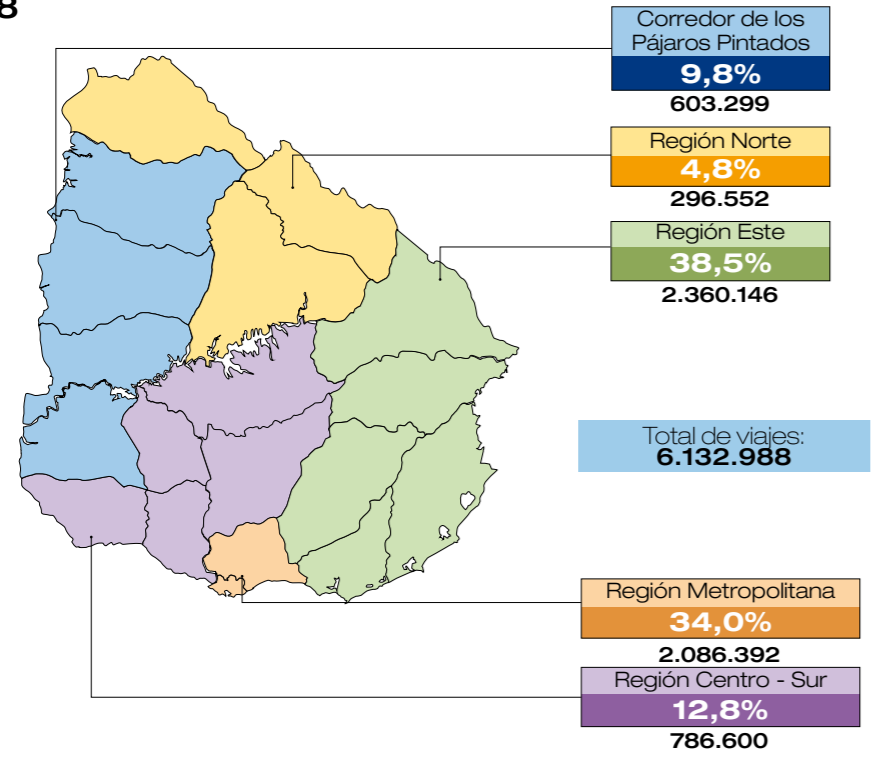 8
Corredor de los
Pájaros Pintados
9,8%
603.299
Región Norte
4,8%
296.552
Región Este
38,5%
2.360.146
Total de viajes:
6.132.988
Región Metropolitana
34,0%
2.086.392
Región Centro - Sur
12,8%
786.600